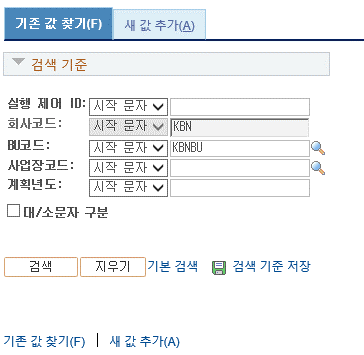 기존 값 찾기(F) 새 값 추가(A)
검색 기준
실행 제어 ID: 시작 문자
회사코드: 시작 문자 KBN
BU코드: 시작 문자 KBNBU
사업장코드: 시작 문자
계획년도: 시작 문자
대/소문자 구분
검색 지우기 기본 검색 검색 기준 저장
기존 값 찾기(F) | 새 값 추가(A)